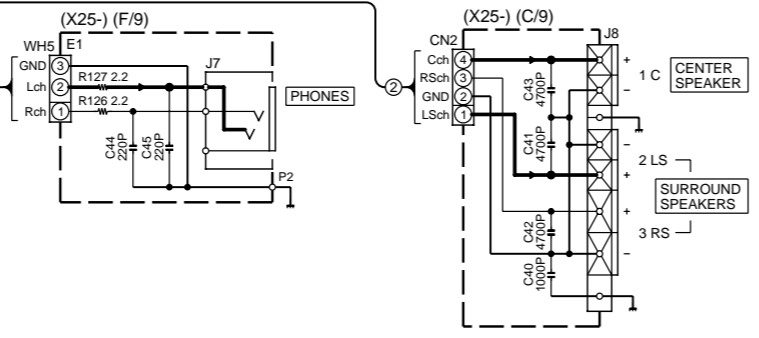 (X25-) (F/9)
WH5
E1
GND
3
Lch
2
Rch
1
R127 2.2
R126 2.2
C44
220P
C45
220P
J7
PHONES
P2
2
(X25-) (C/9)
CN2
Cch
4
RSch
3
GND
2
LSch
1
C43
4700P
C41
4700P
C42
4700P
C40
1000P
J8
+
1 C
−
CENTER
SPEAKER
−
2 LS
+
SURROUND
SPEAKERS
+
3 RS
−